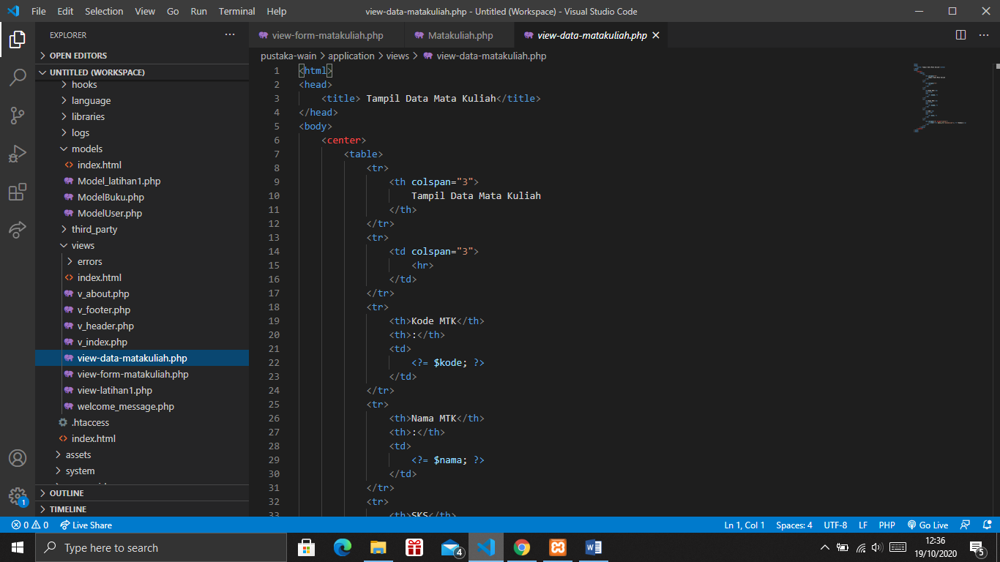 File Edit Selection View Go Run Terminal Help view-data-matakuliah.php - Untitled (Workspace) - Visual Studio Code
EXPLORER
view-form-matakuliah.php Matakuliah.php view-data-matakuliah.php
OPEN EDITORS
pustaka-wain > application > views > view-data-matakuliah.php
UNTITLED (WORKSPACE)
hooks
language
libraries
logs
models
index.html
Model_latihan1.php
ModelBuku.php
ModelUser.php
third_party
views
errors
index.html
v_about.php
v_footer.php
v_header.php
v_index.php
view-data-matakuliah.php
view-form-matakuliah.php
view-latihan1.php
welcome_message.php
.htaccess
index.html
assets
system
OUTLINE
TIMELINE
1 <html>
2 <head>
3 <title> Tampil Data Mata Kuliah</title>
4 </head>
5 <body>
6 <center>
7 <table>
8 <tr>
9 <th colspan="3">
10 Tampil Data Mata Kuliah
11 </th>
12 </tr>
13 <tr>
14 <td colspan="3">
15 <hr>
16 </td>
17 </tr>
18 <tr>
19 <th>Kode MTK</th>
20 <th>:</th>
21 <td>
22 <?= $kode; ?>
23 </td>
24 </tr>
25 <tr>
26 <th>Nama MTK</th>
27 <th>:</th>
28 <td>
29 <?= $nama; ?>
30 </td>
31 </tr>
32 <tr>
33 <th>SKS</th>
1
0 0 Live Share Ln 1, Col 1 Spaces: 4 UTF-8 LF PHP Go Live
Type here to search 4 12:36
19/10/2020 5